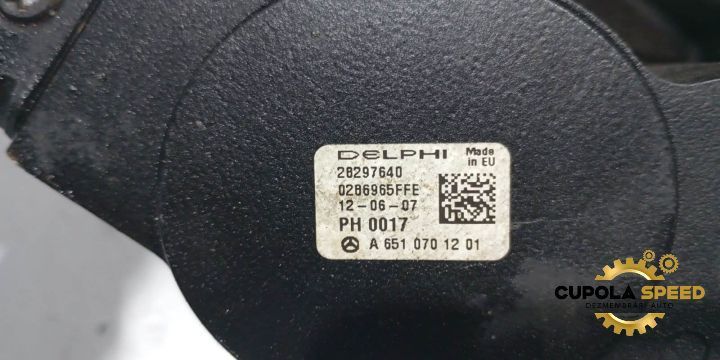 DELPHI Made in EU
28297640
0286965FFE
12-06-07
PH 0017
A 651 070 12 01
CUPOLA SPEED
DEZMEMBRARI AUTO